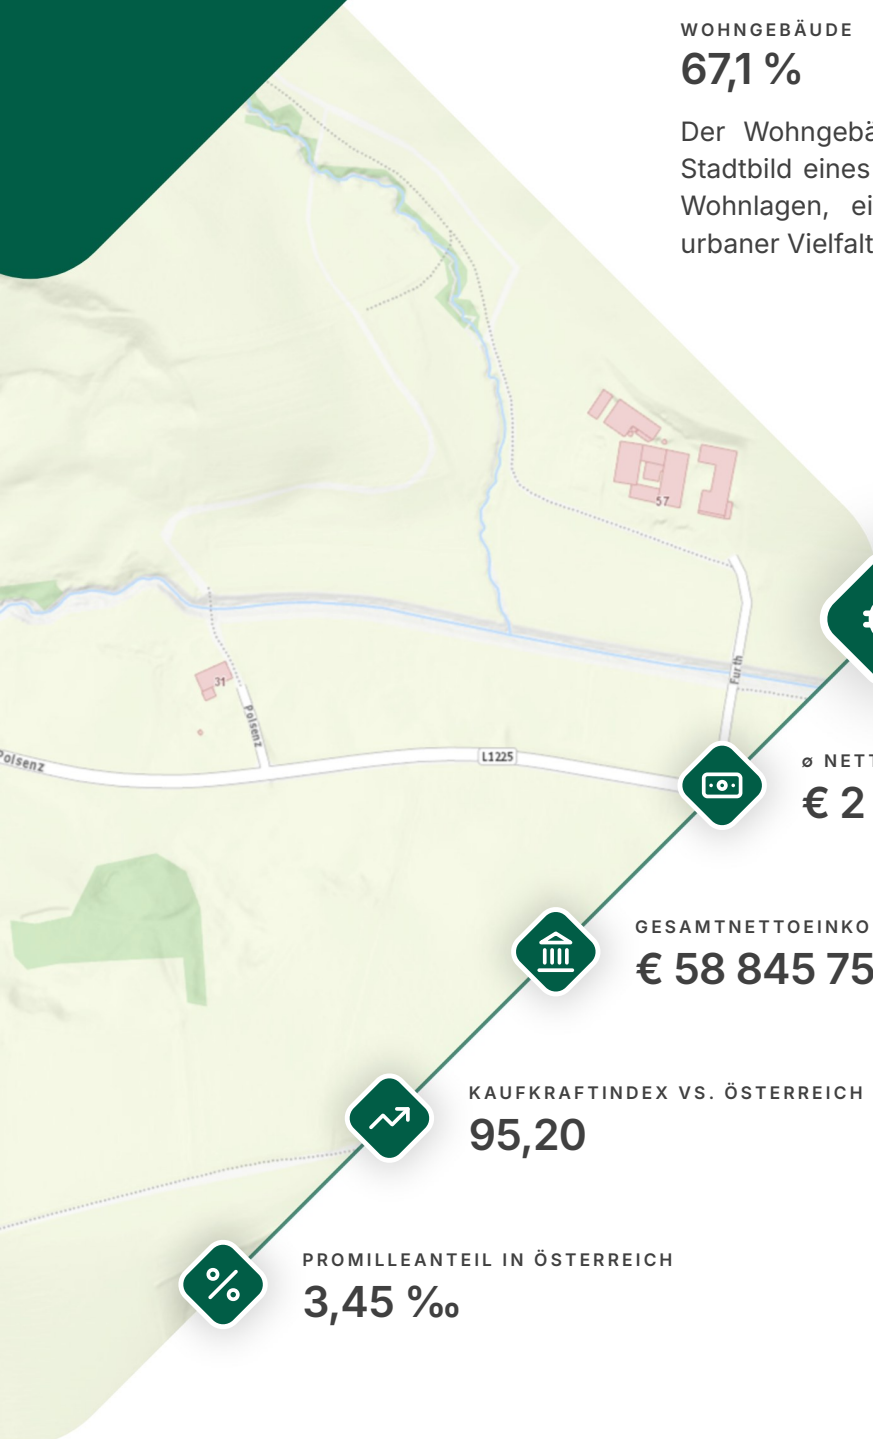 WOHNGEBÄUDE
67,1 %
Der Wohngebä
Stadtbild eines
Wohnlagen, ei
urbaner Vielfalt
57
31
Furth
Polsenz
Polsenz
L1225
ø NETT
€ 2
GESAMTNETTOEINKO
€ 58 845 75
KAUFKRAFTINDEX VS. ÖSTERREICH
95,20
PROMILLEANTEIL IN ÖSTERREICH
3,45 ‰